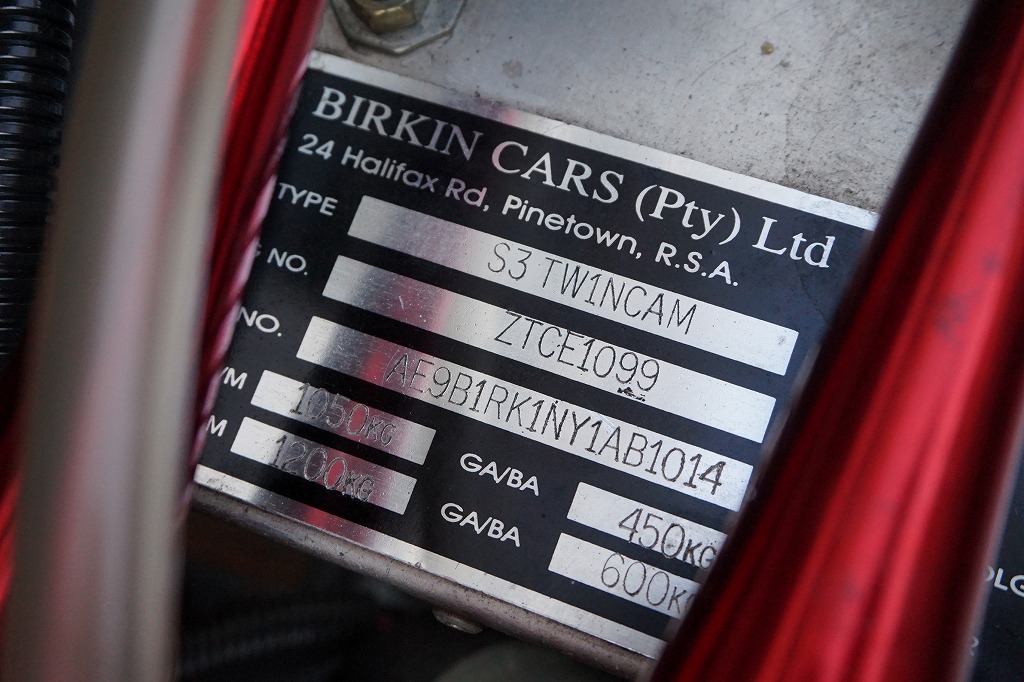 BIRKIN CARS (Pty) Ltd
24 Halifax Rd, Pinetown, R.S.A.
TYPE S3 TW1NCAM
G NO. ZTCE1099
NO. AE9B1RK1NY1AB1014
/M 1050KG GA/BA 450KG
M 1200KG GA/BA 600KG